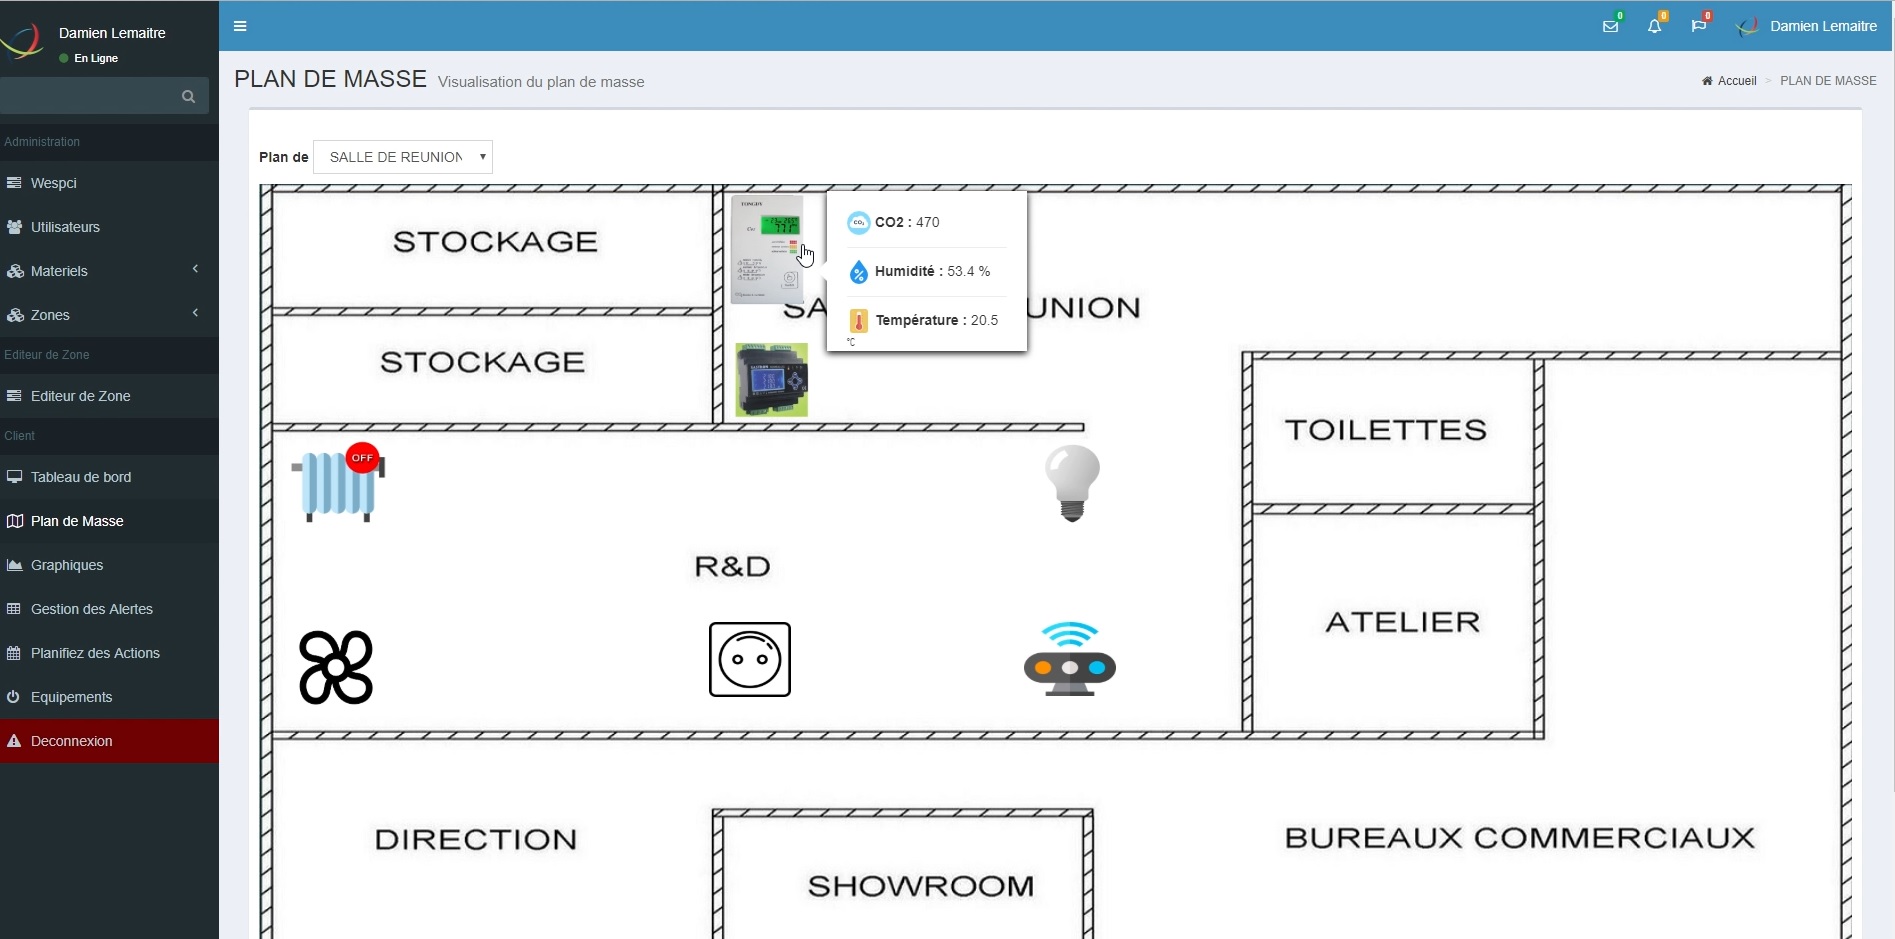 Damien Lemaitre
En Ligne
0
0
0
Damien Lemaitre
PLAN DE MASSE Visualisation du plan de masse
Accueil > PLAN DE MASSE
Administration
Wespci
Utilisateurs
Materiels
Zones
Editeur de Zone
Editeur de Zone
Client
Tableau de bord
Plan de Masse
Graphiques
Gestion des Alertes
Planifiez des Actions
Equipements
Deconnexion
Plan de SALLE DE REUNION
STOCKAGE
STOCKAGE
CO2 : 470
Humidité : 53.4 %
Température : 20.5
°C
SA
UNION
TOILETTES
OFF
R&D
ATELIER
DIRECTION
SHOWROOM
BUREAUX COMMERCIAUX